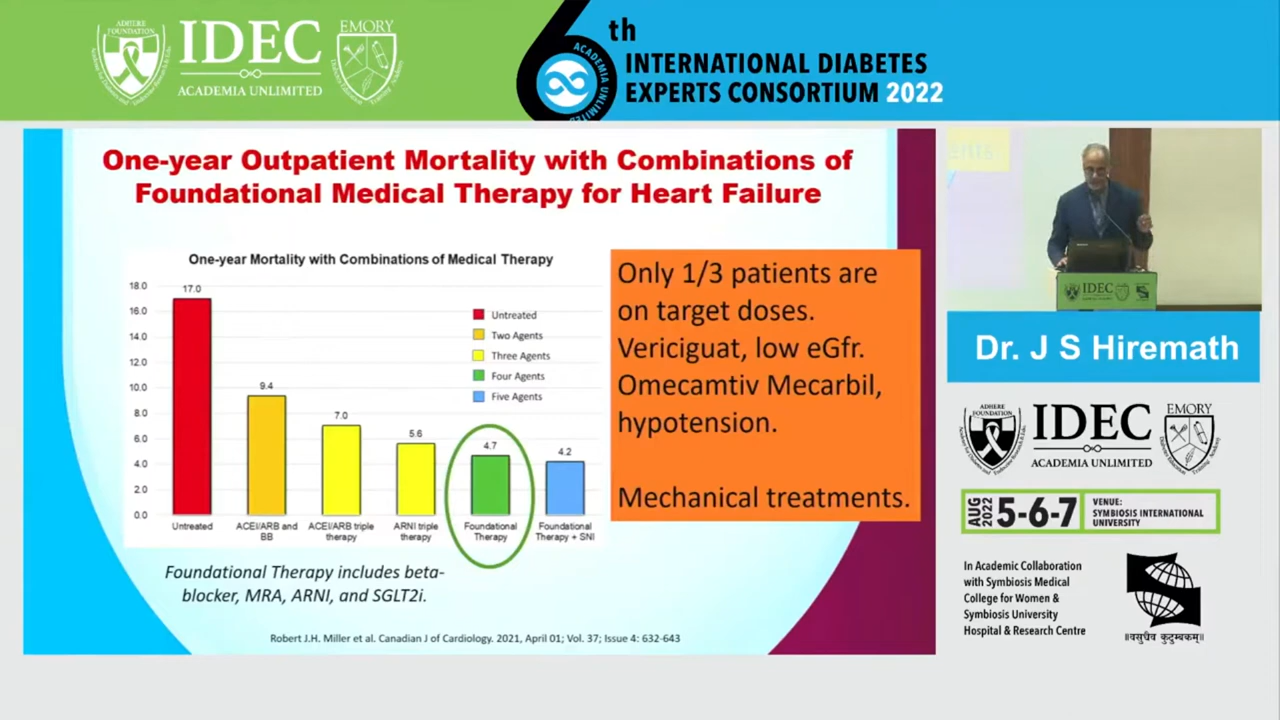 ADHERE FOUNDATION
IDEC
ACADEMIA UNLIMITED
EMORY
6th
INTERNATIONAL DIABETES
EXPERTS CONSORTIUM 2022
ACADEMIA UNLIMITED
One-year Outpatient Mortality with Combinations of
Foundational Medical Therapy for Heart Failure
One-year Mortality with Combinations of Medical Therapy
18.0
16.0
14.0
12.0
10.0
8.0
6.0
4.0
2.0
0.0
17.0
9.4
7.0
5.6
4.7
4.2
Untreated
Two Agents
Three Agents
Four Agents
Five Agents
Untreated
ACEI/ARB and
BB
ACEI/ARB triple
therapy
ARNI triple
therapy
Foundational
Therapy
Foundational
Therapy + SNI
Only 1/3 patients are
on target doses.
Vericiguat, low eGfr.
Omecamtiv Mecarbil,
hypotension.
Mechanical treatments.
Foundational Therapy includes beta-
blocker, MRA, ARNI, and SGLT2i.
Robert J.H. Miller et al. Canadian J of Cardiology. 2021, April 01; Vol. 37; Issue 4: 632-643
IDEC
Dr. J S Hiremath
ADHERE FOUNDATION
IDEC
ACADEMIA UNLIMITED
EMORY
AUG 2022
5-6-7
VENUE:
SYMBIOSIS INTERNATIONAL
UNIVERSITY
In Academic Collaboration
with Symbiosis Medical
College for Women &
Symbiosis University
Hospital & Research Centre
॥वसुधैव कुटुम्बकम्॥